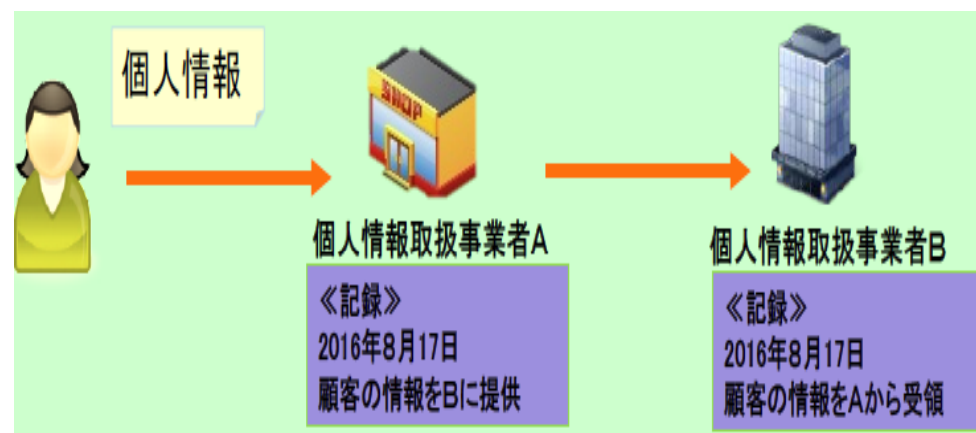 個人情報
SHOP
個人情報取扱事業者A
《記録》
2016年8月17日
顧客の情報をBに提供
個人情報取扱事業者B
《記録》
2016年8月17日
顧客の情報をAから受領